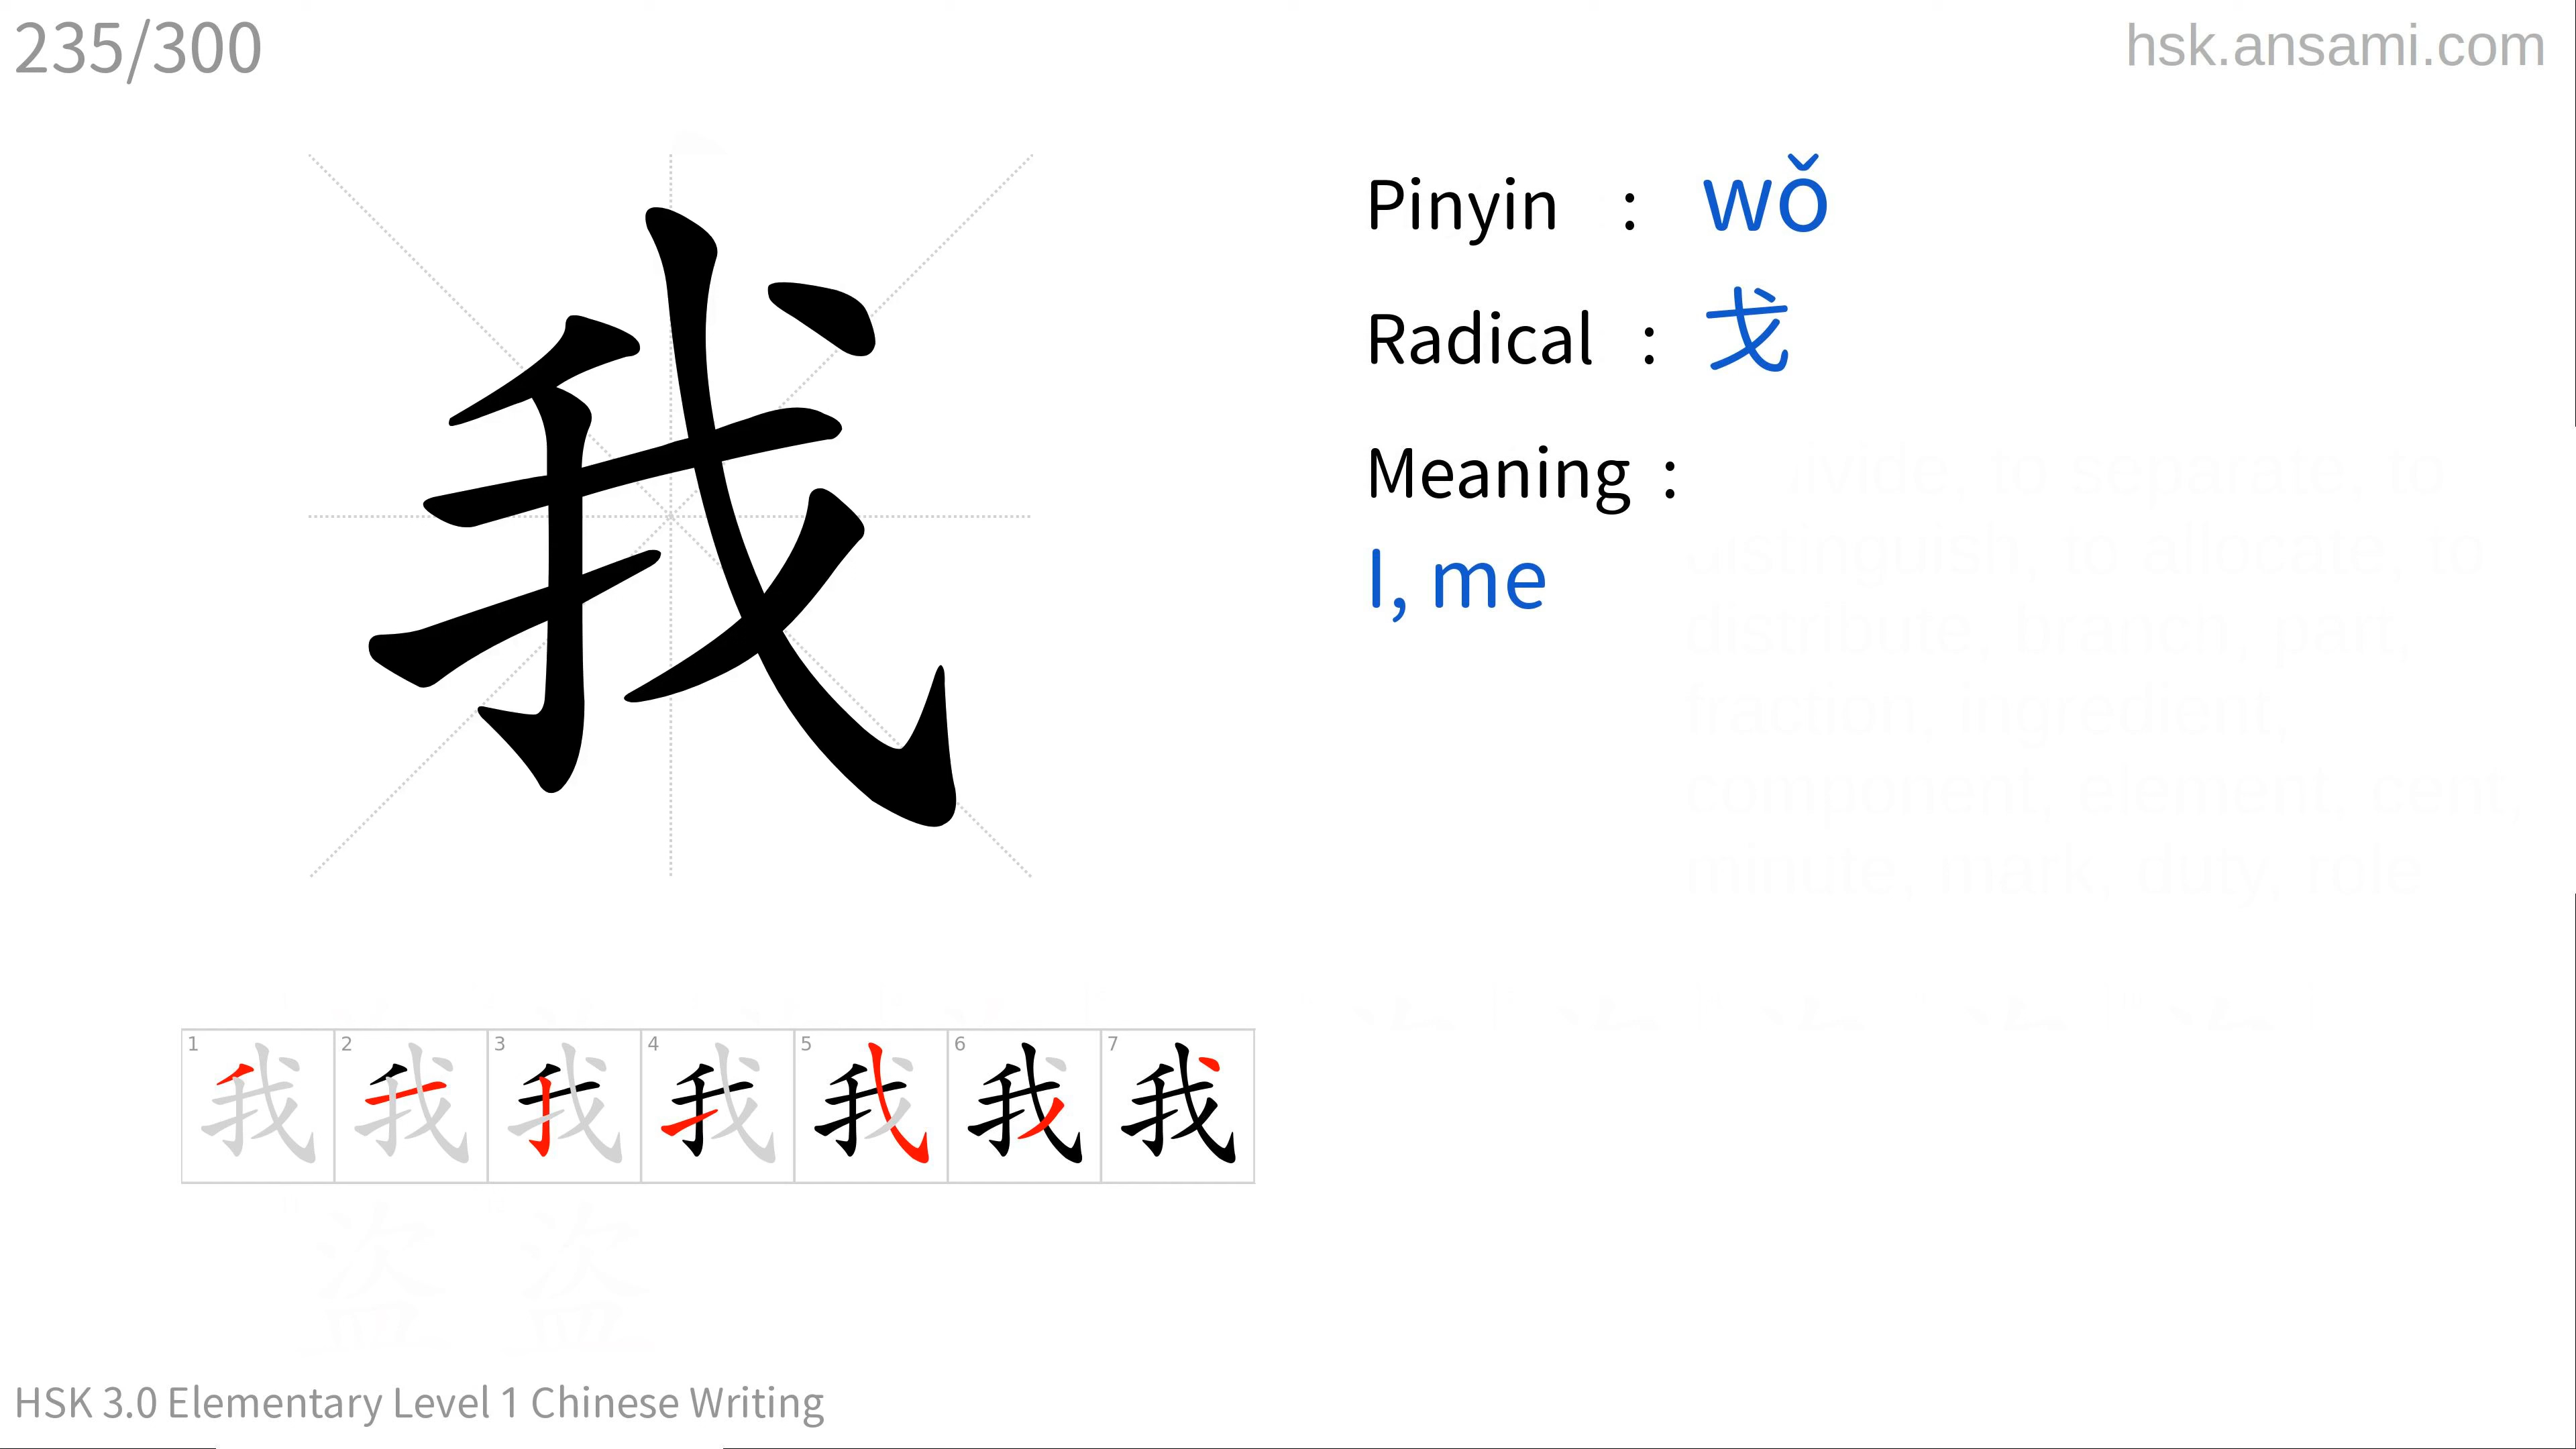 235/300
hsk.ansami.com
我
Pinyin : wǒ
Radical : 戈
Meaning :
I, me
1 我 2 我 3 我 4 我 5 我 6 我 7 我
HSK 3.0 Elementary Level 1 Chinese Writing